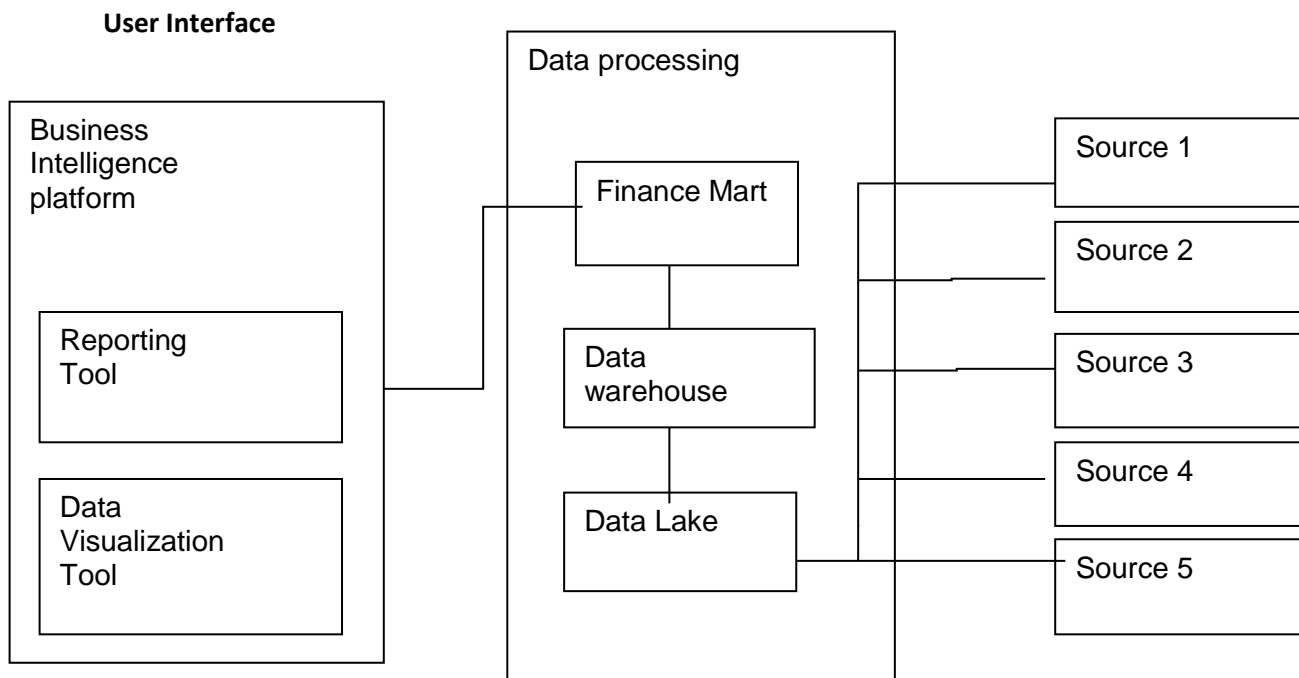 User Interface
Business
Intelligence
platform
Reporting
Tool
Data
Visualization
Tool
Data processing
Finance Mart
Data
warehouse
Data Lake
Source 1
Source 2
Source 3
Source 4
Source 5